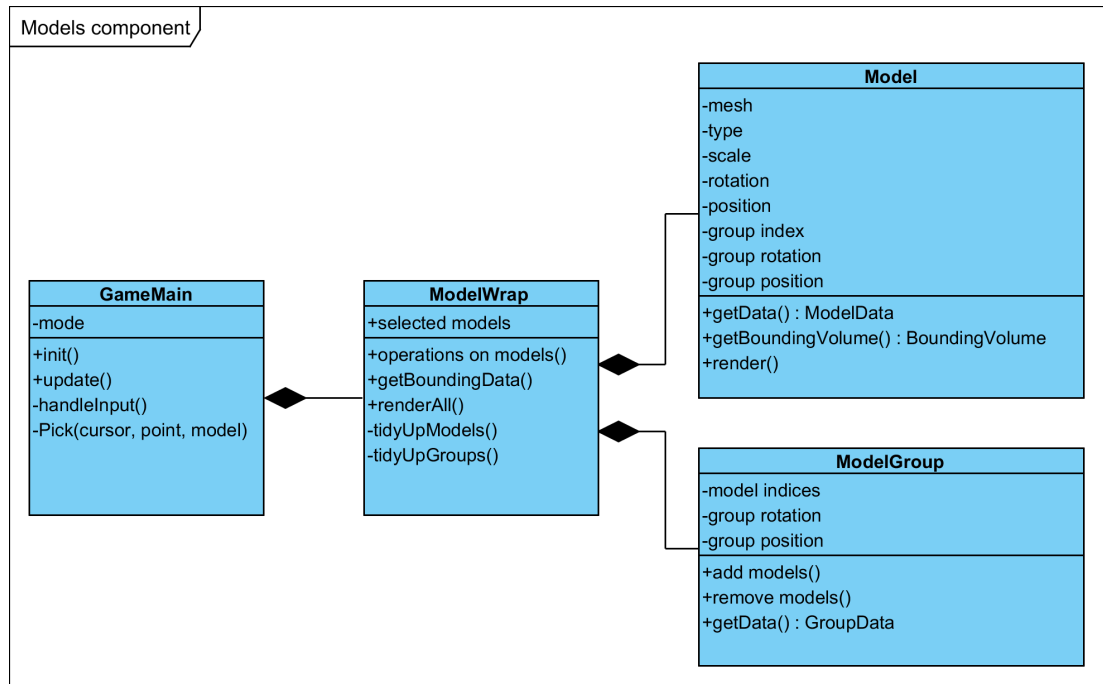 Models component
GameMain
-mode
+init()
+update()
-handleInput()
-Pick(cursor, point, model)
ModelWrap
+selected models
+operations on models()
+getBoundingData()
+renderAll()
-tidyUpModels()
-tidyUpGroups()
Model
-mesh
-type
-scale
-rotation
-position
-group index
-group rotation
-group position
+getData() : ModelData
+getBoundingVolume() : BoundingVolume
+render()
ModelGroup
-model indices
-group rotation
-group position
+add models()
+remove models()
+getData() : GroupData